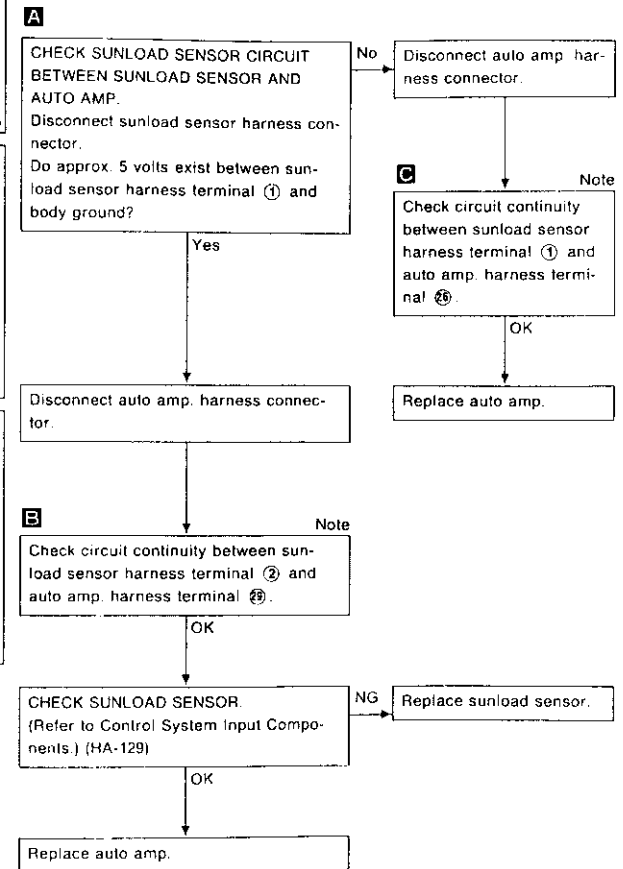 A
CHECK SUNLOAD SENSOR CIRCUIT
BETWEEN SUNLOAD SENSOR AND
AUTO AMP.
Disconnect sunload sensor harness con-
nector.
Do approx. 5 volts exist between sun-
load sensor harness terminal ① and
body ground?
No
Disconnect auto amp. har-
ness connector.
C
Note
Check circuit continuity
between sunload sensor
harness terminal ① and
auto amp. harness termi-
nal ㉖.
OK
Replace auto amp.
Yes
Disconnect auto amp. harness connec-
tor.
B
Note
Check circuit continuity between sun-
load sensor harness terminal ② and
auto amp. harness terminal ㉙.
OK
CHECK SUNLOAD SENSOR.
(Refer to Control System Input Compo-
nents.) (HA-129)
NG
Replace sunload sensor.
OK
Replace auto amp.